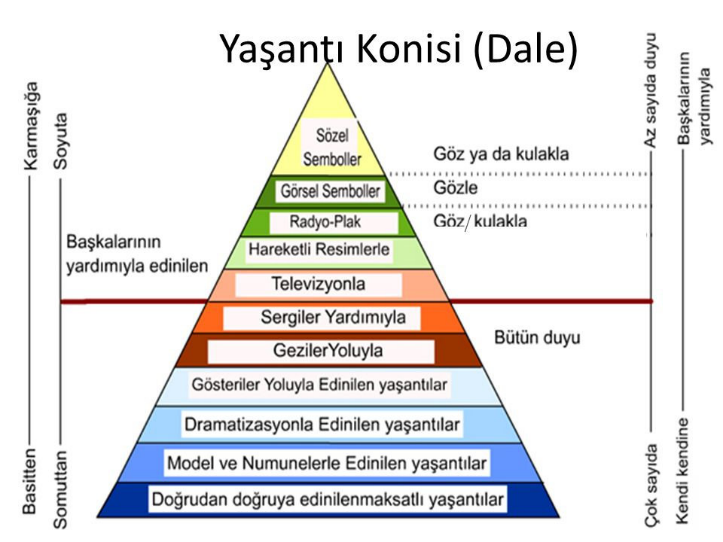 Yaşantı Konisi (Dale)
Sözel
Semboller
Görsel Semboller
Radyo-Plak
Hareketli Resimlerle
Televizyonla
Sergiler Yardımıyla
GezilerYoluyla
Gösteriler Yoluyla Edinilen yaşantılar
Dramatizasyonla Edinilen yaşantılar
Model ve Numunelerle Edinilen yaşantılar
Doğrudan doğruya edinilenmaksatlı yaşantılar
Basitten
Karmaşığa
Somuttan
Soyuta
Başkalarının
yardımıyla edinilen
Göz ya da kulakla
Gözle
Göz/ kulakla
Bütün duyu
Çok sayıda
Az sayıda duyu
Kendi kendine
Başkalarının
yardımıyla